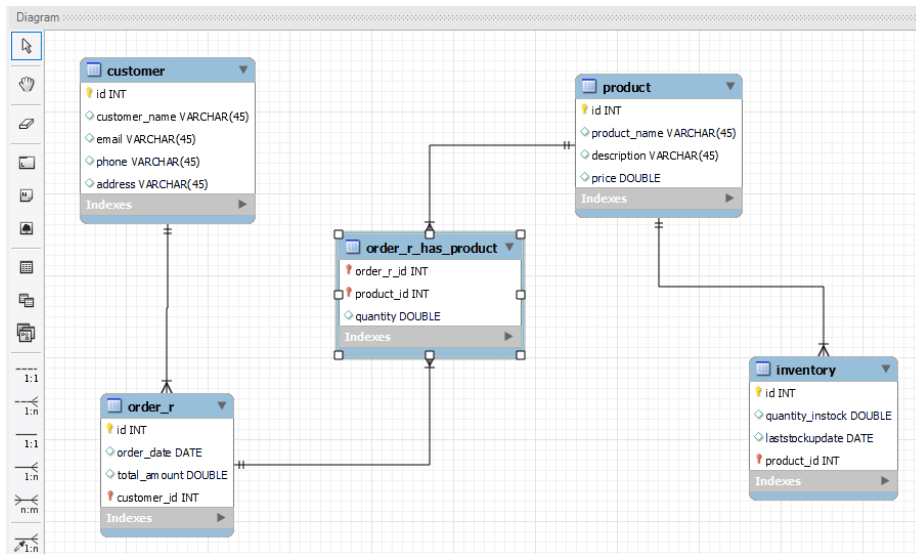 Diagram
customer
id INT
customer_name VARCHAR(45)
email VARCHAR(45)
phone VARCHAR(45)
address VARCHAR(45)
Indexes
product
id INT
product_name VARCHAR(45)
description VARCHAR(45)
price DOUBLE
Indexes
order_r_has_product
order_r_id INT
product_id INT
quantity DOUBLE
Indexes
order_r
id INT
order_date DATE
total_amount DOUBLE
customer_id INT
Indexes
inventory
id INT
quantity_instock DOUBLE
laststockupdate DATE
product_id INT
Indexes
1:1
1:n
1:1
1:n
n:m
1:n